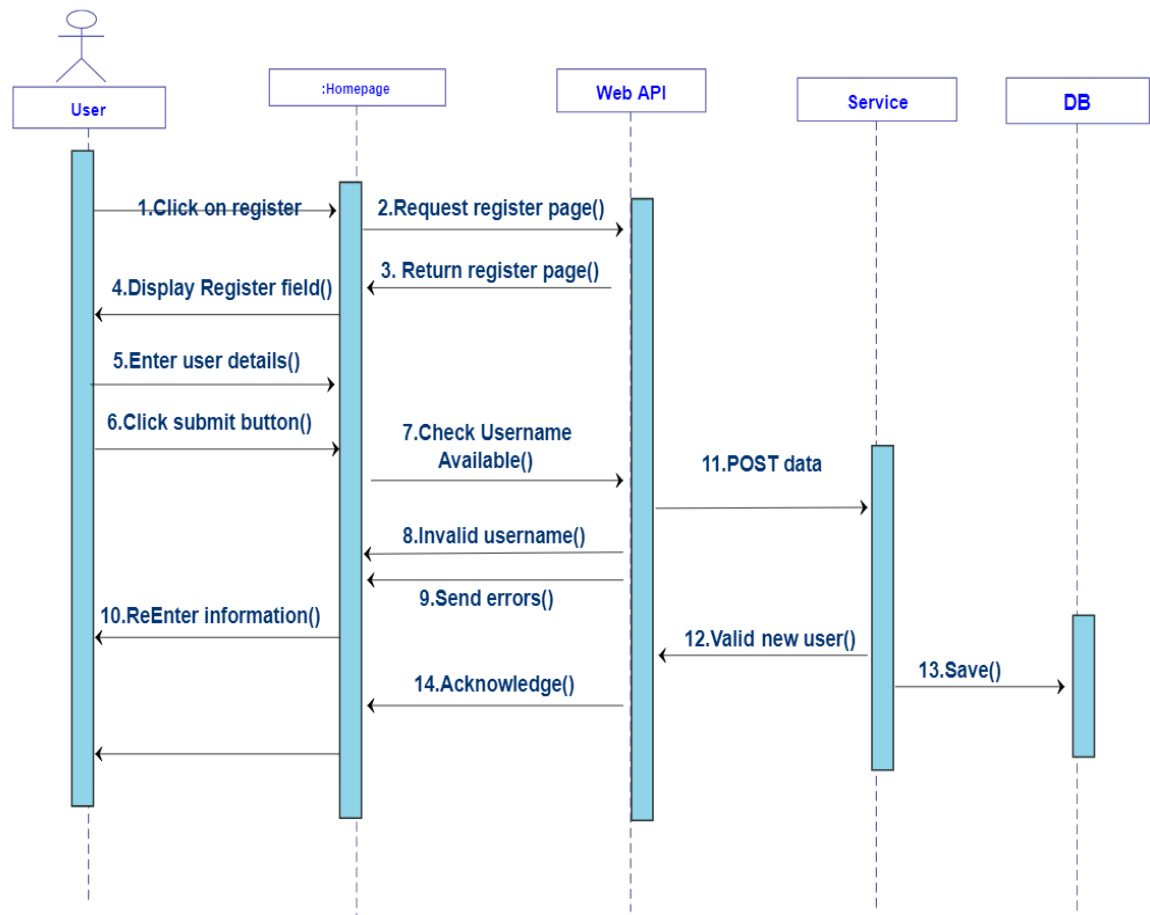 User
:Homepage
Web API
Service
DB
1.Click on register
2.Request register page()
3. Return register page()
4.Display Register field()
5.Enter user details()
6.Click submit button()
7.Check Username
Available()
11.POST data
8.Invalid username()
9.Send errors()
10.ReEnter information()
12.Valid new user()
13.Save()
14.Acknowledge()